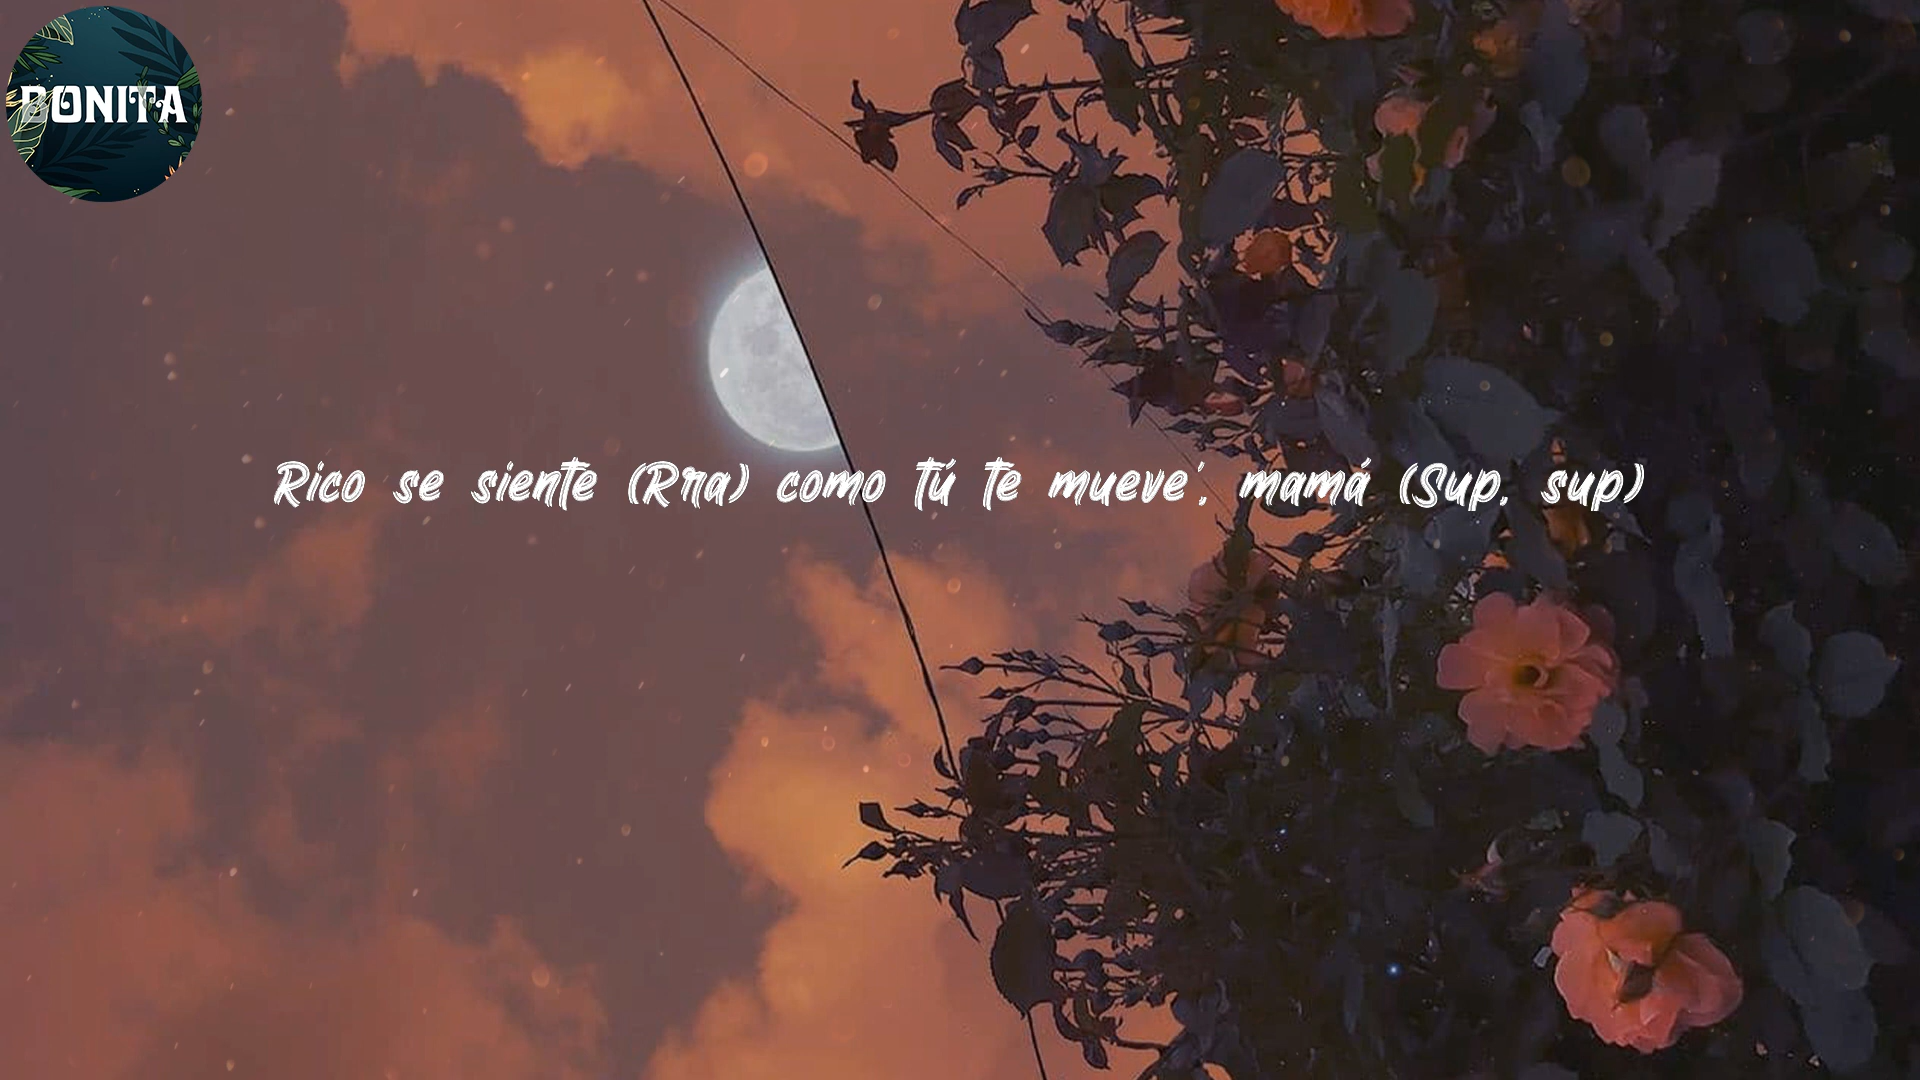 BONITA
Rico se siente (Rra) como tú te mueve', mamá (Sup, sup)